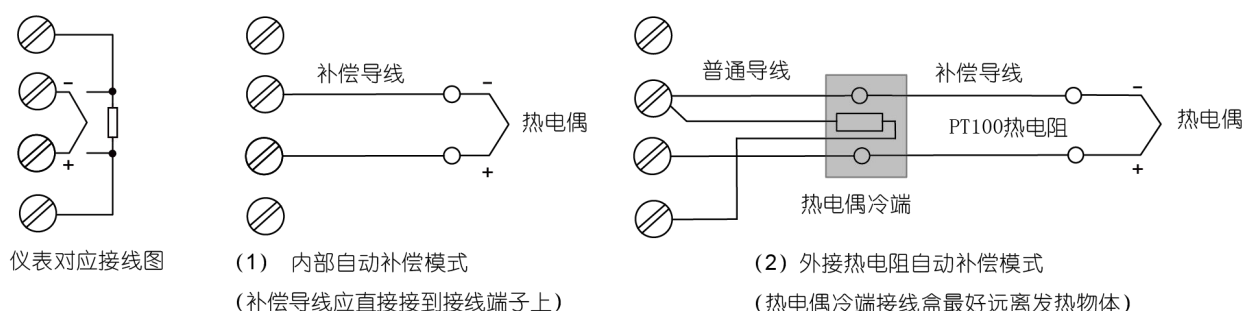 普通导线
补偿导线
补偿导线
-
-
-
热电偶
PT100热电阻
热电偶
+
+
+
热电偶冷端
仪表对应接线图
(1) 内部自动补偿模式
(2) 外接热电阻自动补偿模式
(补偿导线应直接接到接线端子上)
(热电偶冷端接线盒最好远离发热物体)